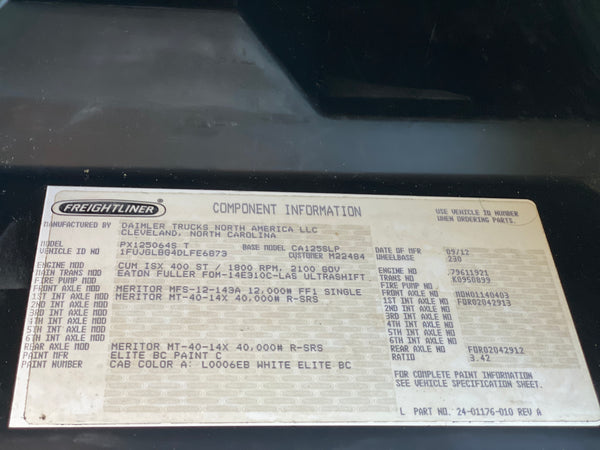 FREIGHTLINER COMPONENT INFORMATION USE VEHICLE ID NUMBER
WHEN ORDERING PARTS.
MANUFACTURED BY DAIMLER TRUCKS NORTH AMERICA LLC
CLEVELAND, NORTH CAROLINA
MODEL PX125064S T BASE MODEL CA125SLP DATE OF MFR 09/12
VEHICLE ID NUMBER 1FUJGLBG4DLFE6873 CUSTOMER M22484 WHEELBASE 230
ENGINE MOD CUM ISX 400 ST / 1800 RPM, 2100 GOV ENGINE NO 79611921
MAIN TRANS MOD EATON FULLER FOM-14E310C-LAS ULTRASHIFT TRANS NO K0950899
FIRE PUMP MOD FIRE PUMP NO
FRONT AXLE MOD MERITOR MFS-12-143A 12,000# FF1 SINGLE FRONT AXLE NO NDN01140403
1ST INT AXLE MOD MERITOR MT-40-14X 40,000# R-SRS 1ST INT AXLE NO FOR02042913
2ND INT AXLE MOD 2ND INT AXLE NO
3RD INT AXLE MOD 3RD INT AXLE NO
4TH INT AXLE MOD 4TH INT AXLE NO
5TH INT AXLE MOD 5TH INT AXLE NO
6TH INT AXLE MOD 6TH INT AXLE NO
REAR AXLE MOD MERITOR MT-40-14X 40,000# R-SRS REAR AXLE NO FOR02042912
PAINT MFR ELITE BC PAINT C RATIO 3.42
PAINT NUMBER CAB COLOR A: L0006EB WHITE ELITE BC
FOR COMPLETE PAINT INFORMATION
SEE VEHICLE SPECIFICATION SHEET.
L PART NO. 24-01176-010 REV A